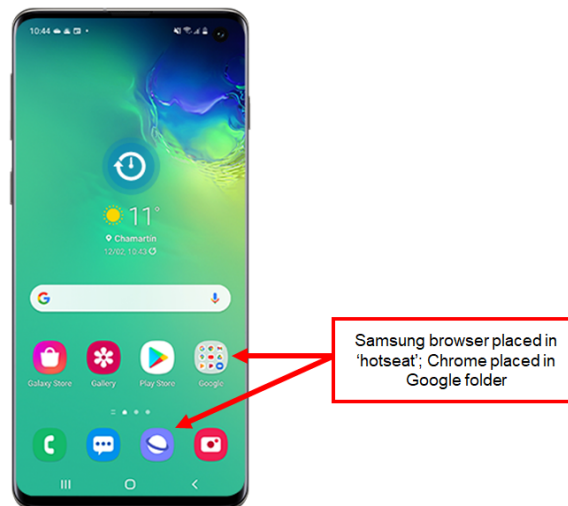 10:44
11°
Chamartín
12/02, 10:43
Galaxy Store
Gallery
Play Store
Google
Samsung browser placed in
‘hotseat’; Chrome placed in
Google folder